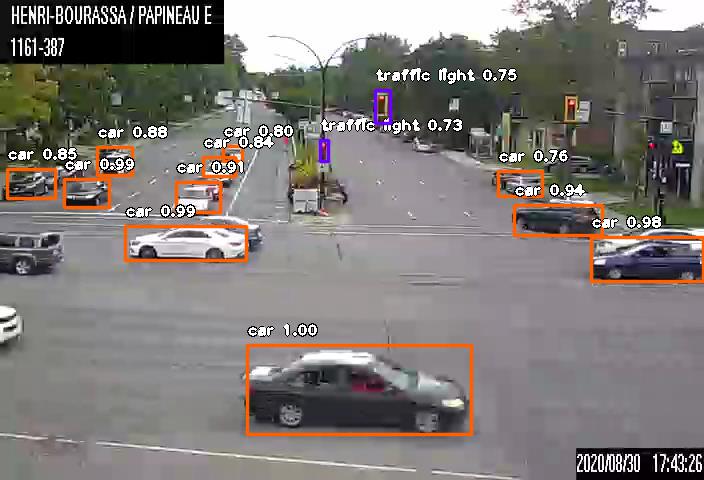 HENRI-BOURASSA / PAPINEAU E
1161-387
traffic light 0.75
traffic light 0.73
car 0.80
car 0.88
car 0.84
car 0.85
car 0.99
car 0.91
car 0.76
car 0.94
car 0.99
car 0.98
car 1.00
2020/08/30 17:43:26